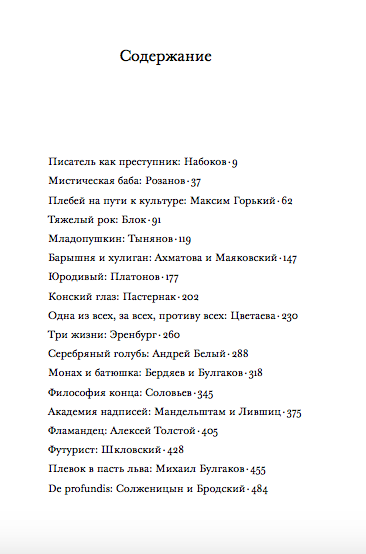 Содержание
Писатель как преступник: Набоков·9
Мистическая баба: Розанов·37
Плебей на пути к культуре: Максим Горький·62
Тяжелый рок: Блок·91
Младопушкин: Тынянов·119
Барышня и хулиган: Ахматова и Маяковский·147
Юродивый: Платонов·177
Конский глаз: Пастернак·202
Одна из всех, за всех, противу всех: Цветаева·230
Три жизни: Эренбург·260
Серебряный голубь: Андрей Белый·288
Монах и батюшка: Бердяев и Булгаков·318
Философия конца: Соловьев·345
Академия надписей: Мандельштам и Лившиц·375
Фламандец: Алексей Толстой·405
Футурист: Шкловский·428
Плевок в пасть льва: Михаил Булгаков·455
De profundis: Солженицын и Бродский·484